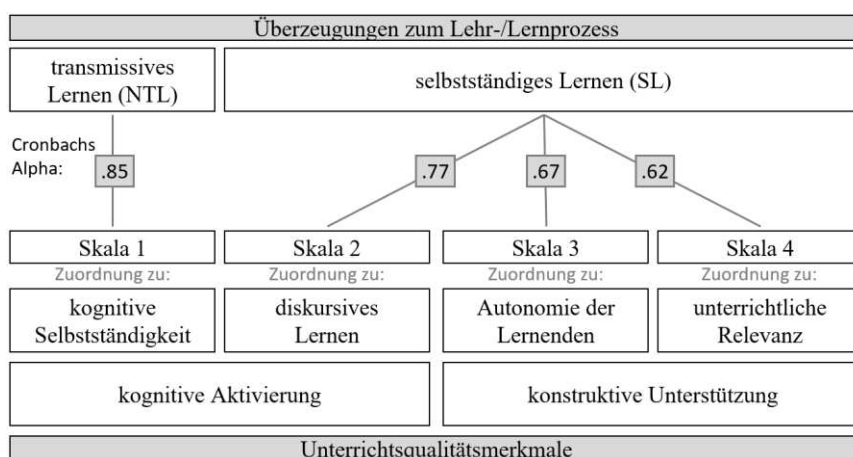 Überzeugungen zum Lehr-/Lernprozess
transmissives
Lernen (NTL)
selbstständiges Lernen (SL)
Cronbachs
Alpha:
.85
.77
.67
.62
Skala 1
Skala 2
Skala 3
Skala 4
Zuordnung zu:
Zuordnung zu:
Zuordnung zu:
Zuordnung zu:
kognitive
Selbstständigkeit
diskursives
Lernen
Autonomie der
Lernenden
unterrichtliche
Relevanz
kognitive Aktivierung
konstruktive Unterstützung
Unterrichtsqualitätsmerkmale